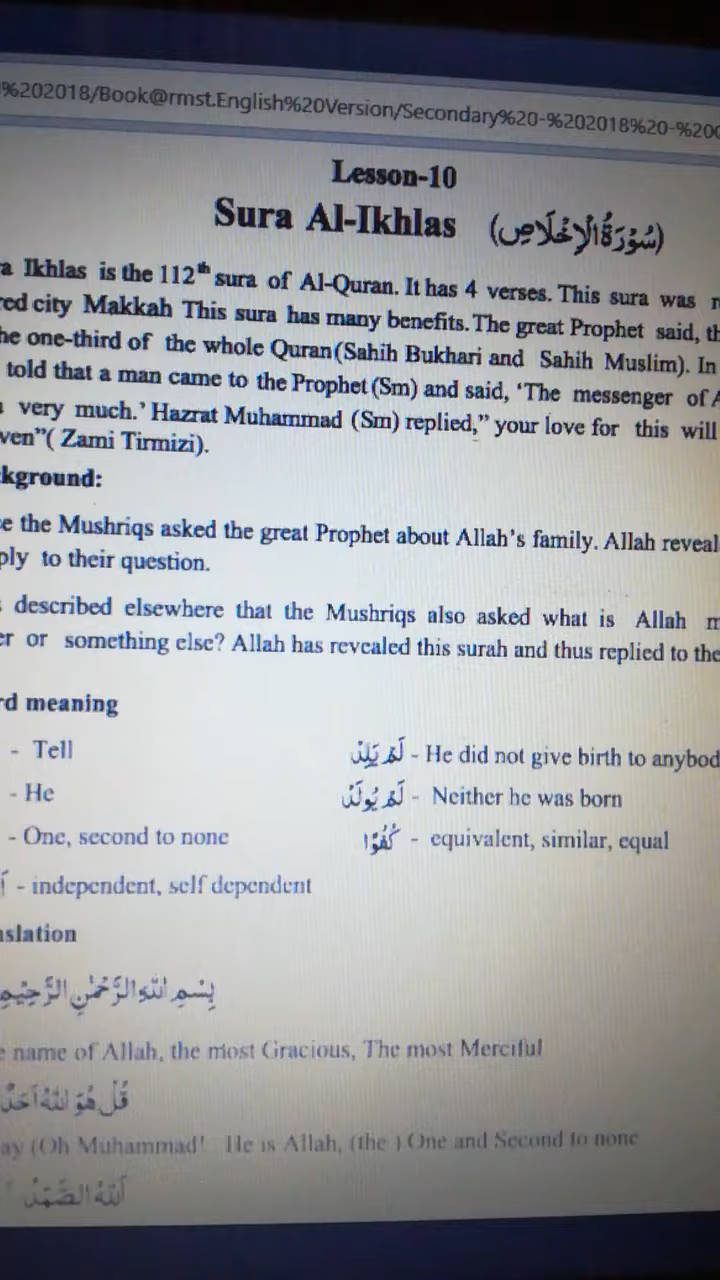 %202018/Book@rmst.English%20Version/Secondary%20-%202018%20-%20
Lesson-10
Sura Al-Ikhlas (سُوْرَةُ الْاِخْلَاصِ)
a Ikhlas is the 112th sura of Al-Quran. It has 4 verses. This sura was
red city Makkah This sura has many benefits. The great Prophet said, th
he one-third of the whole Quran(Sahih Bukhari and Sahih Muslim). In
told that a man came to the Prophet (Sm) and said, ‘The messenger of A
very much.’ Hazrat Muhammad (Sm) replied,” your love for this will
ven”( Zami Tirmizi).
kground:
e the Mushriqs asked the great Prophet about Allah’s family. Allah reveal
ply to their question.
s described elsewhere that the Mushriqs also asked what is Allah m
er or something else? Allah has revealed this surah and thus replied to the
rd meaning
- Tell
لَمْ يَلِدْ - He did not give birth to anybod
- He
لَمْ يُولَدْ - Neither he was born
- One, second to none
كُفُوًا - equivalent, similar, equal
- independent, self dependent
nslation
بِسْمِ اللهِ الرَّحْمٰنِ الرَّحِيْمِ
e name of Allah, the most Gracious, The most Merciful
قُلْ هُوَ اللهُ اَحَدٌ
ay (Oh Muhammad! He is Allah, (the ) One and Second to none
اَللهُ الصَّمَدُ